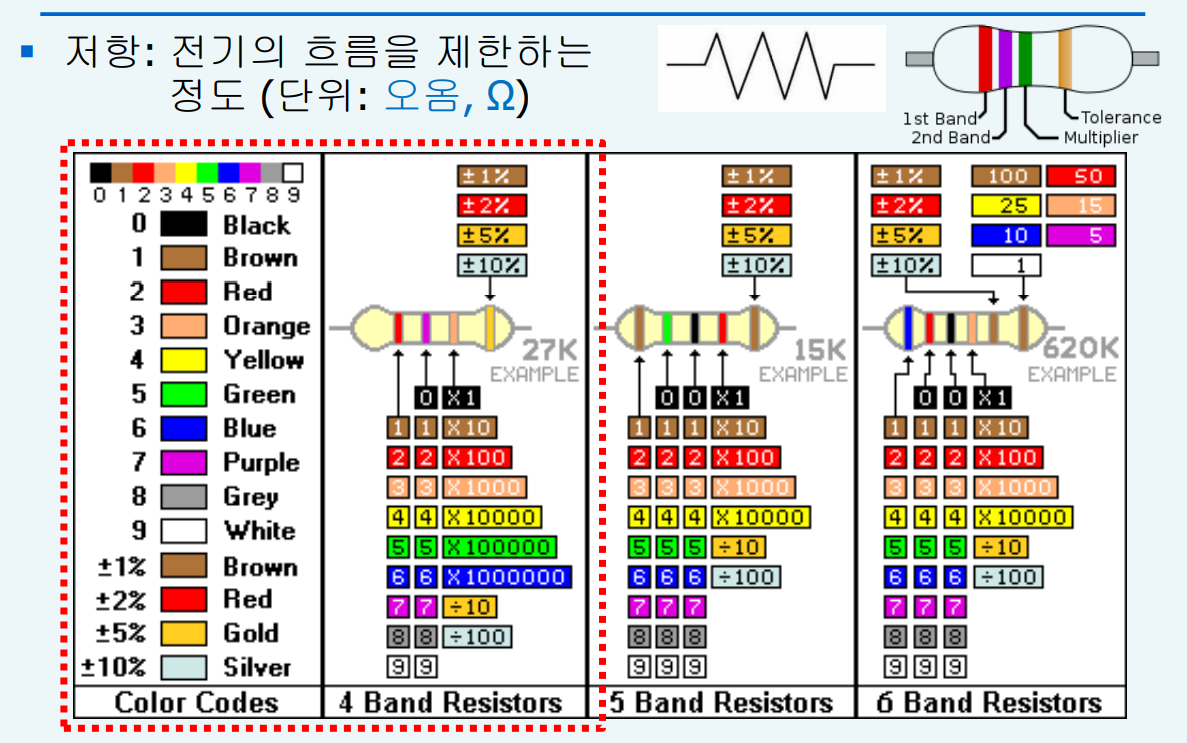 ▪ 저항: 전기의 흐름을 제한하는
정도 (단위: 오옴, Ω)
1st Band
2nd Band
Multiplier
Tolerance
0 1 2 3 4 5 6 7 8 9
0 Black
1 Brown
2 Red
3 Orange
4 Yellow
5 Green
6 Blue
7 Purple
8 Grey
9 White
±1% Brown
±2% Red
±5% Gold
±10% Silver
Color Codes
±1%
±2%
±5%
±10%
27K
EXAMPLE
0 X1
1 1 X10
2 2 X100
3 3 X1000
4 4 X10000
5 5 X100000
6 6 X1000000
7 7 ÷10
8 8 ÷100
9 9
4 Band Resistors
±1%
±2%
±5%
±10%
15K
EXAMPLE
0 0 X1
1 1 1 X10
2 2 2 X100
3 3 3 X1000
4 4 4 X10000
5 5 5 ÷10
6 6 6 ÷100
7 7 7
8 8 8
9 9 9
5 Band Resistors
±1% 100 50
±2% 25 15
±5% 10 5
±10% 1
620K
EXAMPLE
0 0 X1
1 1 1 X10
2 2 2 X100
3 3 3 X1000
4 4 4 X10000
5 5 5 ÷10
6 6 6 ÷100
7 7 7
8 8 8
9 9 9
6 Band Resistors